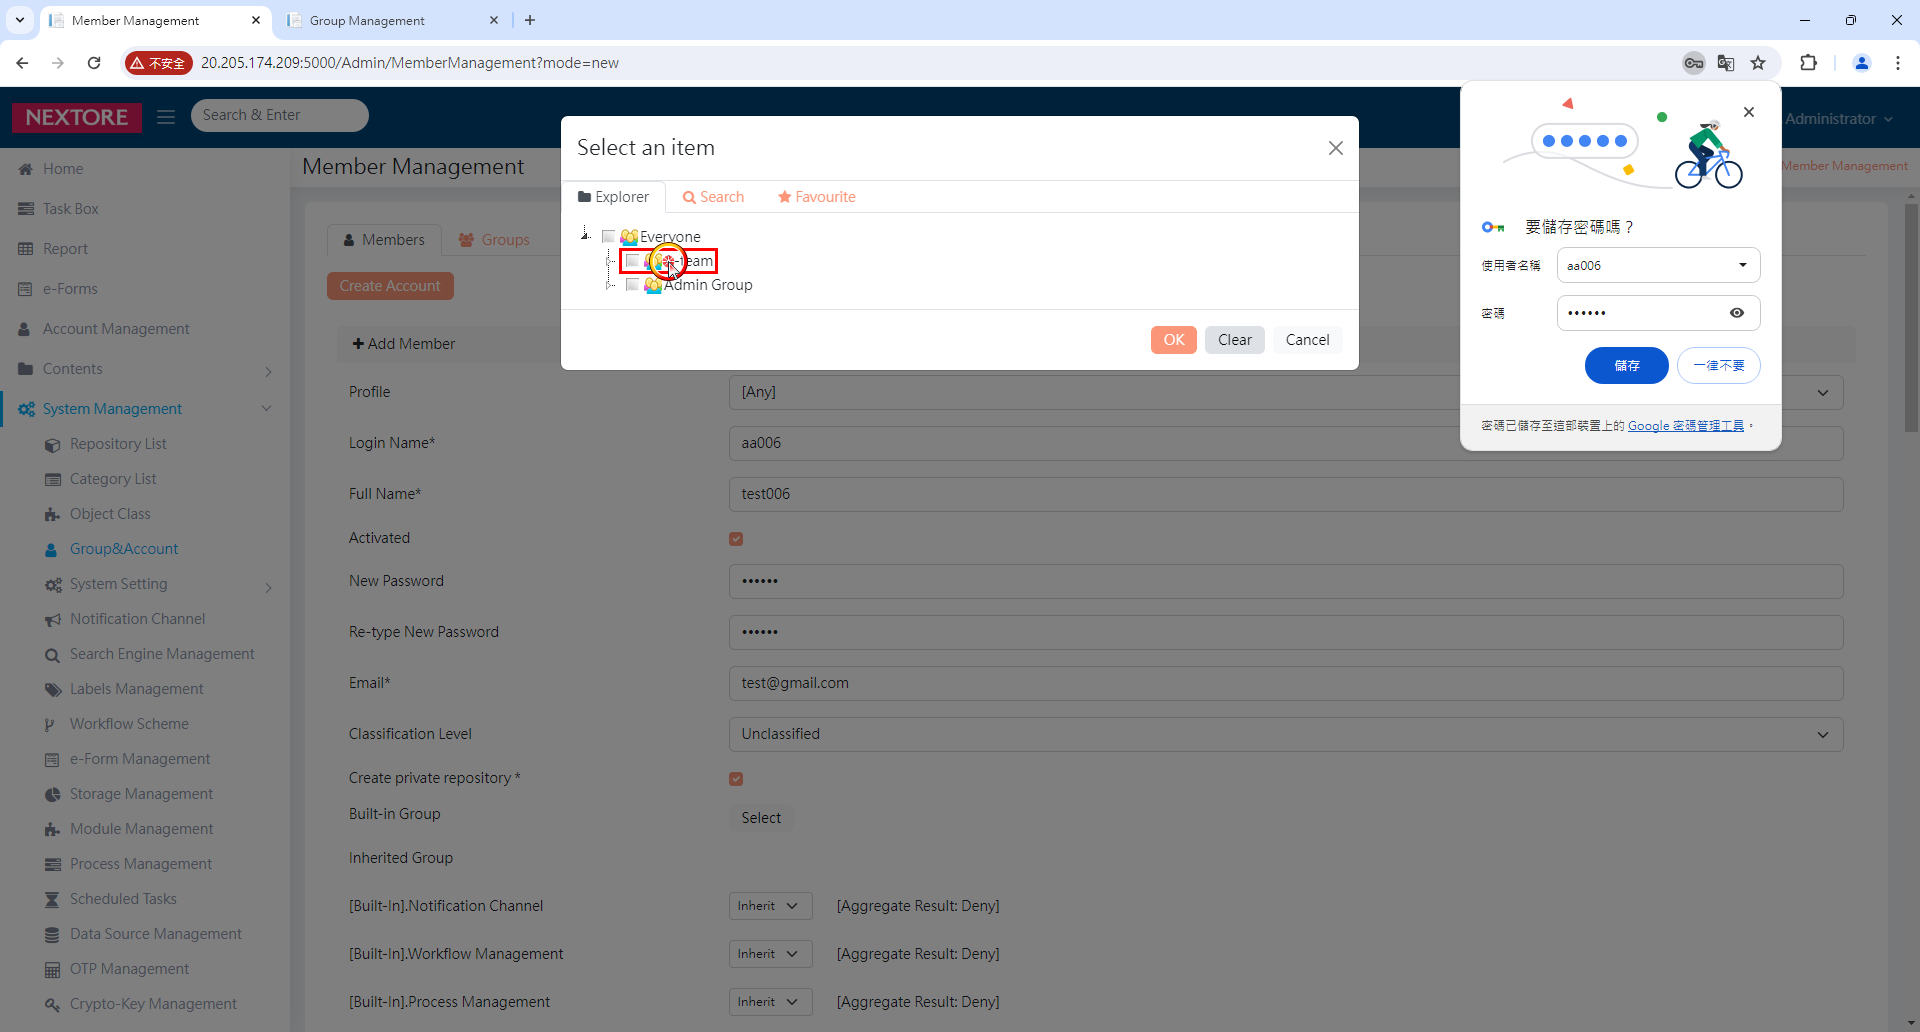 Member Management
Group Management
不安全
20.205.174.209:5000/Admin/MemberManagement?mode=new
NEXTORE
Search & Enter
Administrator
Home
Task Box
Report
e-Forms
Account Management
Contents
System Management
Repository List
Category List
Object Class
Group&Account
System Setting
Notification Channel
Search Engine Management
Labels Management
Workflow Scheme
e-Form Management
Storage Management
Module Management
Process Management
Scheduled Tasks
Data Source Management
OTP Management
Crypto-Key Management
Member Management
Member Management
Members
Groups
Create Account
Add Member
Profile
[Any]
Login Name*
aa006
Full Name*
test006
Activated
New Password
••••••
Re-type New Password
••••••
Email*
test@gmail.com
Classification Level
Unclassified
Create private repository *
Built-in Group
Select
Inherited Group
[Built-In].Notification Channel
Inherit
[Aggregate Result: Deny]
[Built-In].Workflow Management
Inherit
[Aggregate Result: Deny]
[Built-In].Process Management
Inherit
[Aggregate Result: Deny]
Select an item
Explorer
Search
Favourite
Everyone
-team
Admin Group
OK
Clear
Cancel
要儲存密碼嗎？
使用者名稱
aa006
密碼
••••••
儲存
一律不要
密碼已儲存至這部裝置上的 Google 密碼管理工具。